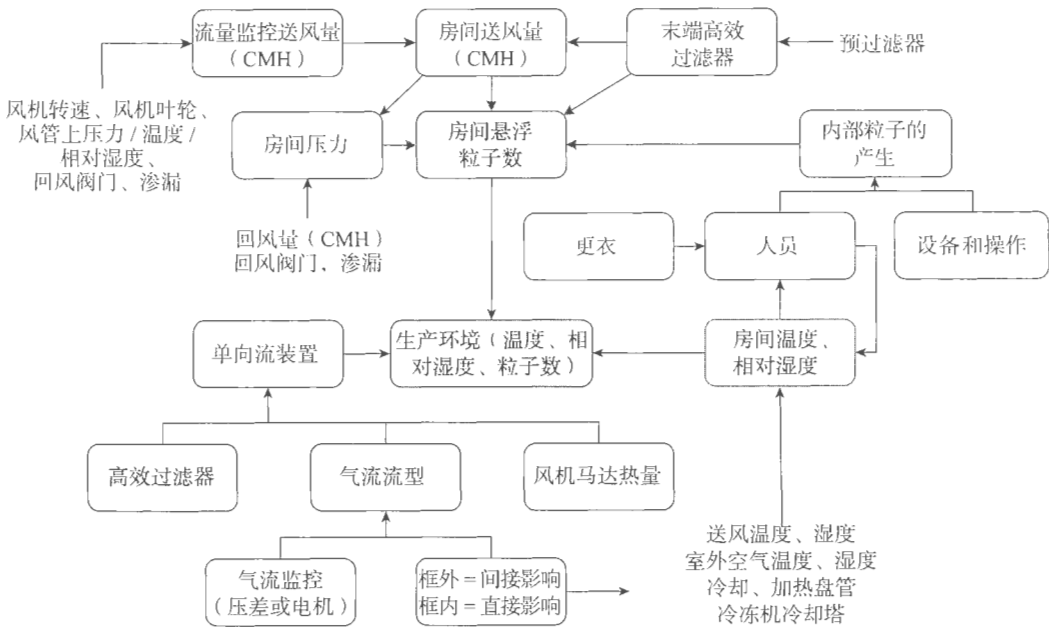 流量监控送风量
（CMH）
房间送风量
（CMH）
末端高效
过滤器
预过滤器
风机转速、风机叶轮、
风管上压力/温度/
相对湿度、
回风阀门、渗漏
房间压力
房间悬浮
粒子数
内部粒子的
产生
回风量（CMH）
回风阀门，渗漏
更衣
人员
设备和操作
单向流装置
生产环境（温度、相
对湿度、粒子数）
房间温度、
相对湿度
高效过滤器
气流流型
风机马达热量
气流监控
（压差或电机）
框外=间接影响
框内=直接影响
送风温度、湿度
室外空气温度、湿度
冷却、加热盘管
冷冻机冷却塔